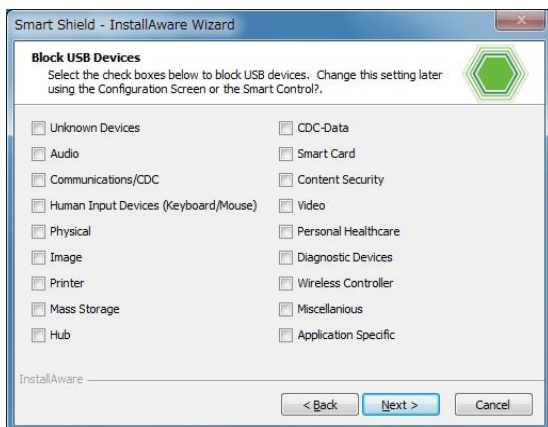 Smart Shield - InstallAware Wizard
Block USB Devices
Select the check boxes below to block USB devices. Change this setting later
using the Configuration Screen or the Smart Control?.
Unknown Devices
Audio
Communications/CDC
Human Input Devices (Keyboard/Mouse)
Physical
Image
Printer
Mass Storage
Hub
CDC-Data
Smart Card
Content Security
Video
Personal Healthcare
Diagnostic Devices
Wireless Controller
Miscellanious
Application Specific
InstallAware
< Back
Next >
Cancel